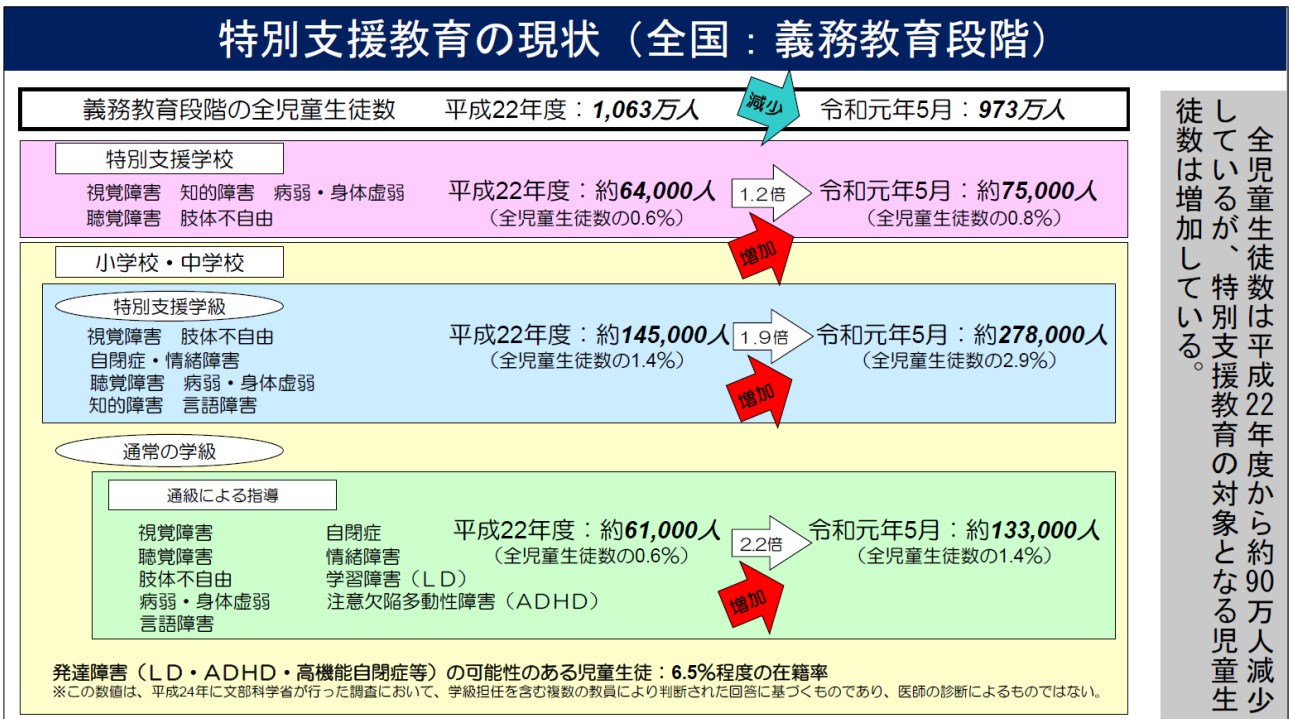 特別支援教育の現状（全国：義務教育段階）
義務教育段階の全児童生徒数 平成22年度：1,063万人 減少 令和元年5月：973万人
特別支援学校
視覚障害 知的障害 病弱・身体虚弱
聴覚障害 肢体不自由
平成22年度：約64,000人 1.2倍 令和元年5月：約75,000人
（全児童生徒数の0.6％） （全児童生徒数の0.8％）
増加
小学校・中学校
特別支援学級
視覚障害 肢体不自由
自閉症・情緒障害
聴覚障害 病弱・身体虚弱
知的障害 言語障害
平成22年度：約145,000人 1.9倍 令和元年5月：約278,000人
（全児童生徒数の1.4％） （全児童生徒数の2.9％）
増加
通常の学級
通級による指導
視覚障害 自閉症
聴覚障害 情緒障害
肢体不自由 学習障害（ＬＤ）
病弱・身体虚弱 注意欠陥多動性障害（ADHD）
言語障害
平成22年度：約61,000人 2.2倍 令和元年5月：約133,000人
（全児童生徒数の0.6％） （全児童生徒数の1.4％）
増加
発達障害（ＬＤ・ＡＤＨＤ・高機能自閉症等）の可能性のある児童生徒：6.5％程度の在籍率
※この数値は、平成24年に文部科学省が行った調査において、学級担任を含む複数の教員により判断された回答に基づくものであり、医師の診断によるものではない。
全児童生徒数は平成22年度から約90万人減少
しているが、特別支援教育の対象となる児童生
徒数は増加している。